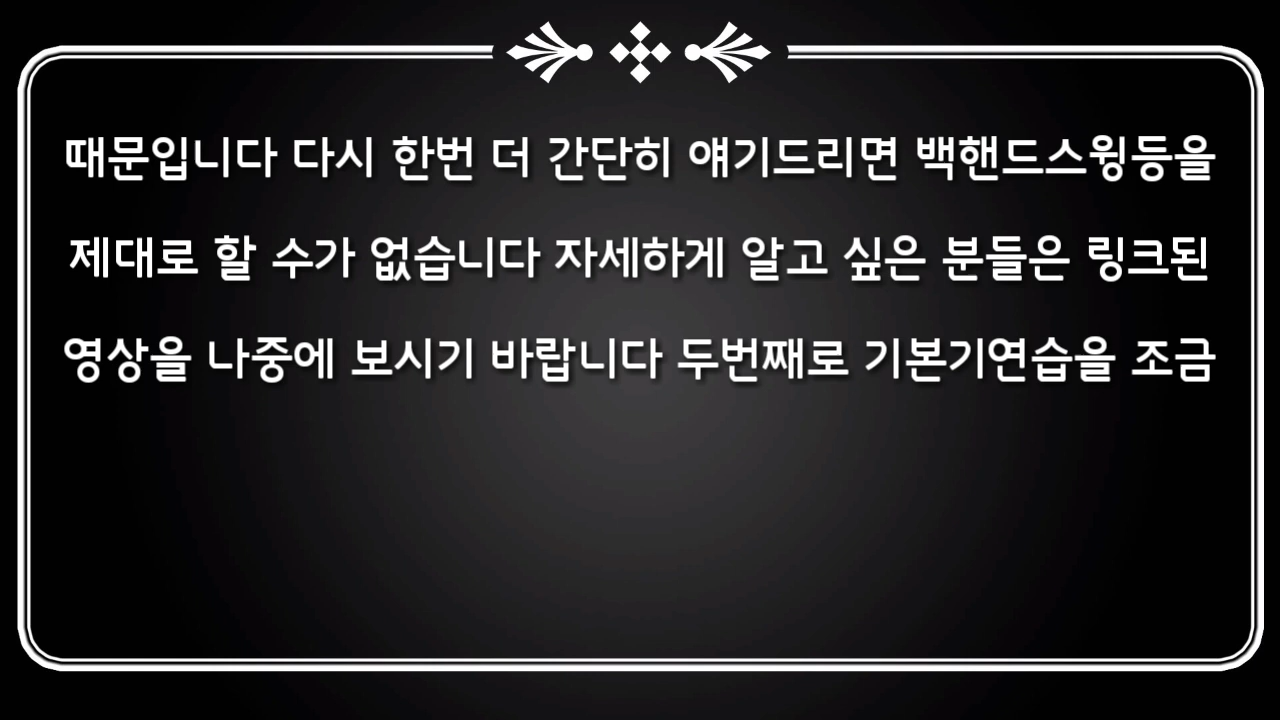 때문입니다 다시 한번 더 간단히 얘기드리면 백핸드스윙등을
제대로 할 수가 없습니다 자세하게 알고 싶은 분들은 링크된
영상을 나중에 보시기 바랍니다 두번째로 기본기연습을 조금